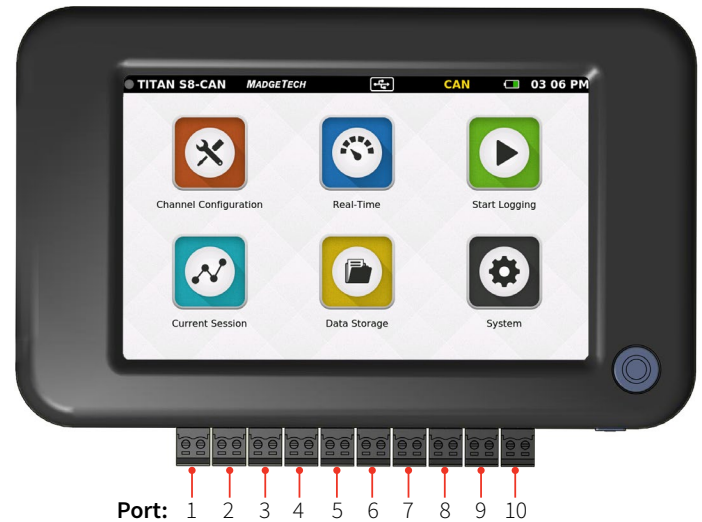 TITAN S8-CAN MADGETECH CAN 03 06 PM
Channel Configuration Real-Time Start Logging
Current Session Data Storage System
Port: 1 2 3 4 5 6 7 8 9 10